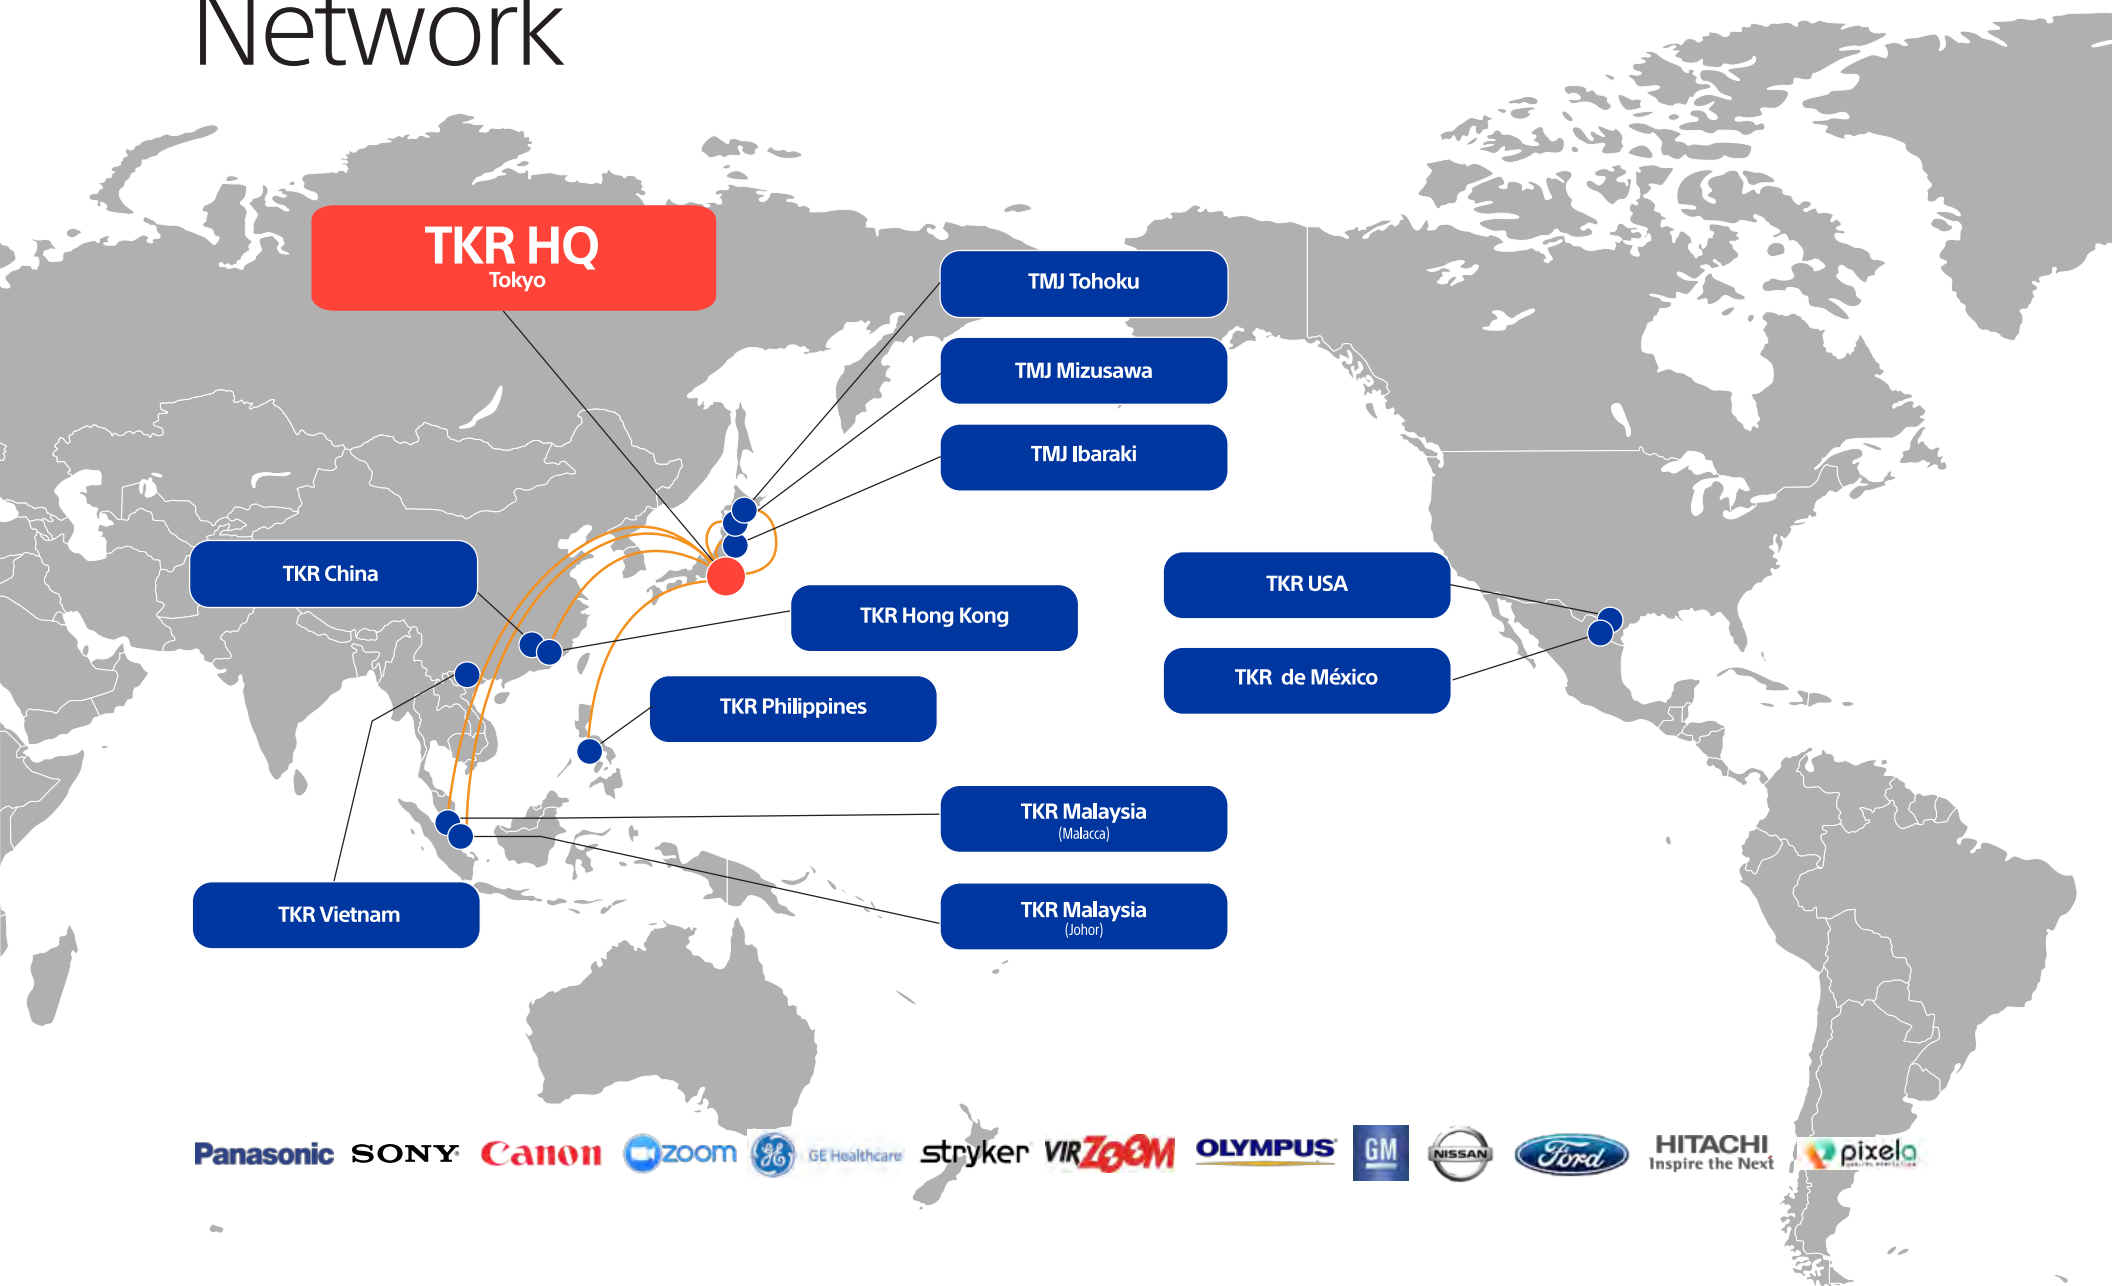 Network
TKR HQ
Tokyo
TMJ Tohoku
TMJ Mizusawa
TMJ Ibaraki
TKR China
TKR Hong Kong
TKR USA
TKR de México
TKR Philippines
TKR Malaysia
(Malacca)
TKR Vietnam
TKR Malaysia
(Johor)
Panasonic SONY Canon zoom GE GE Healthcare stryker VIRZOOM OLYMPUS GM NISSAN Ford HITACHI pixela
Inspire the Next